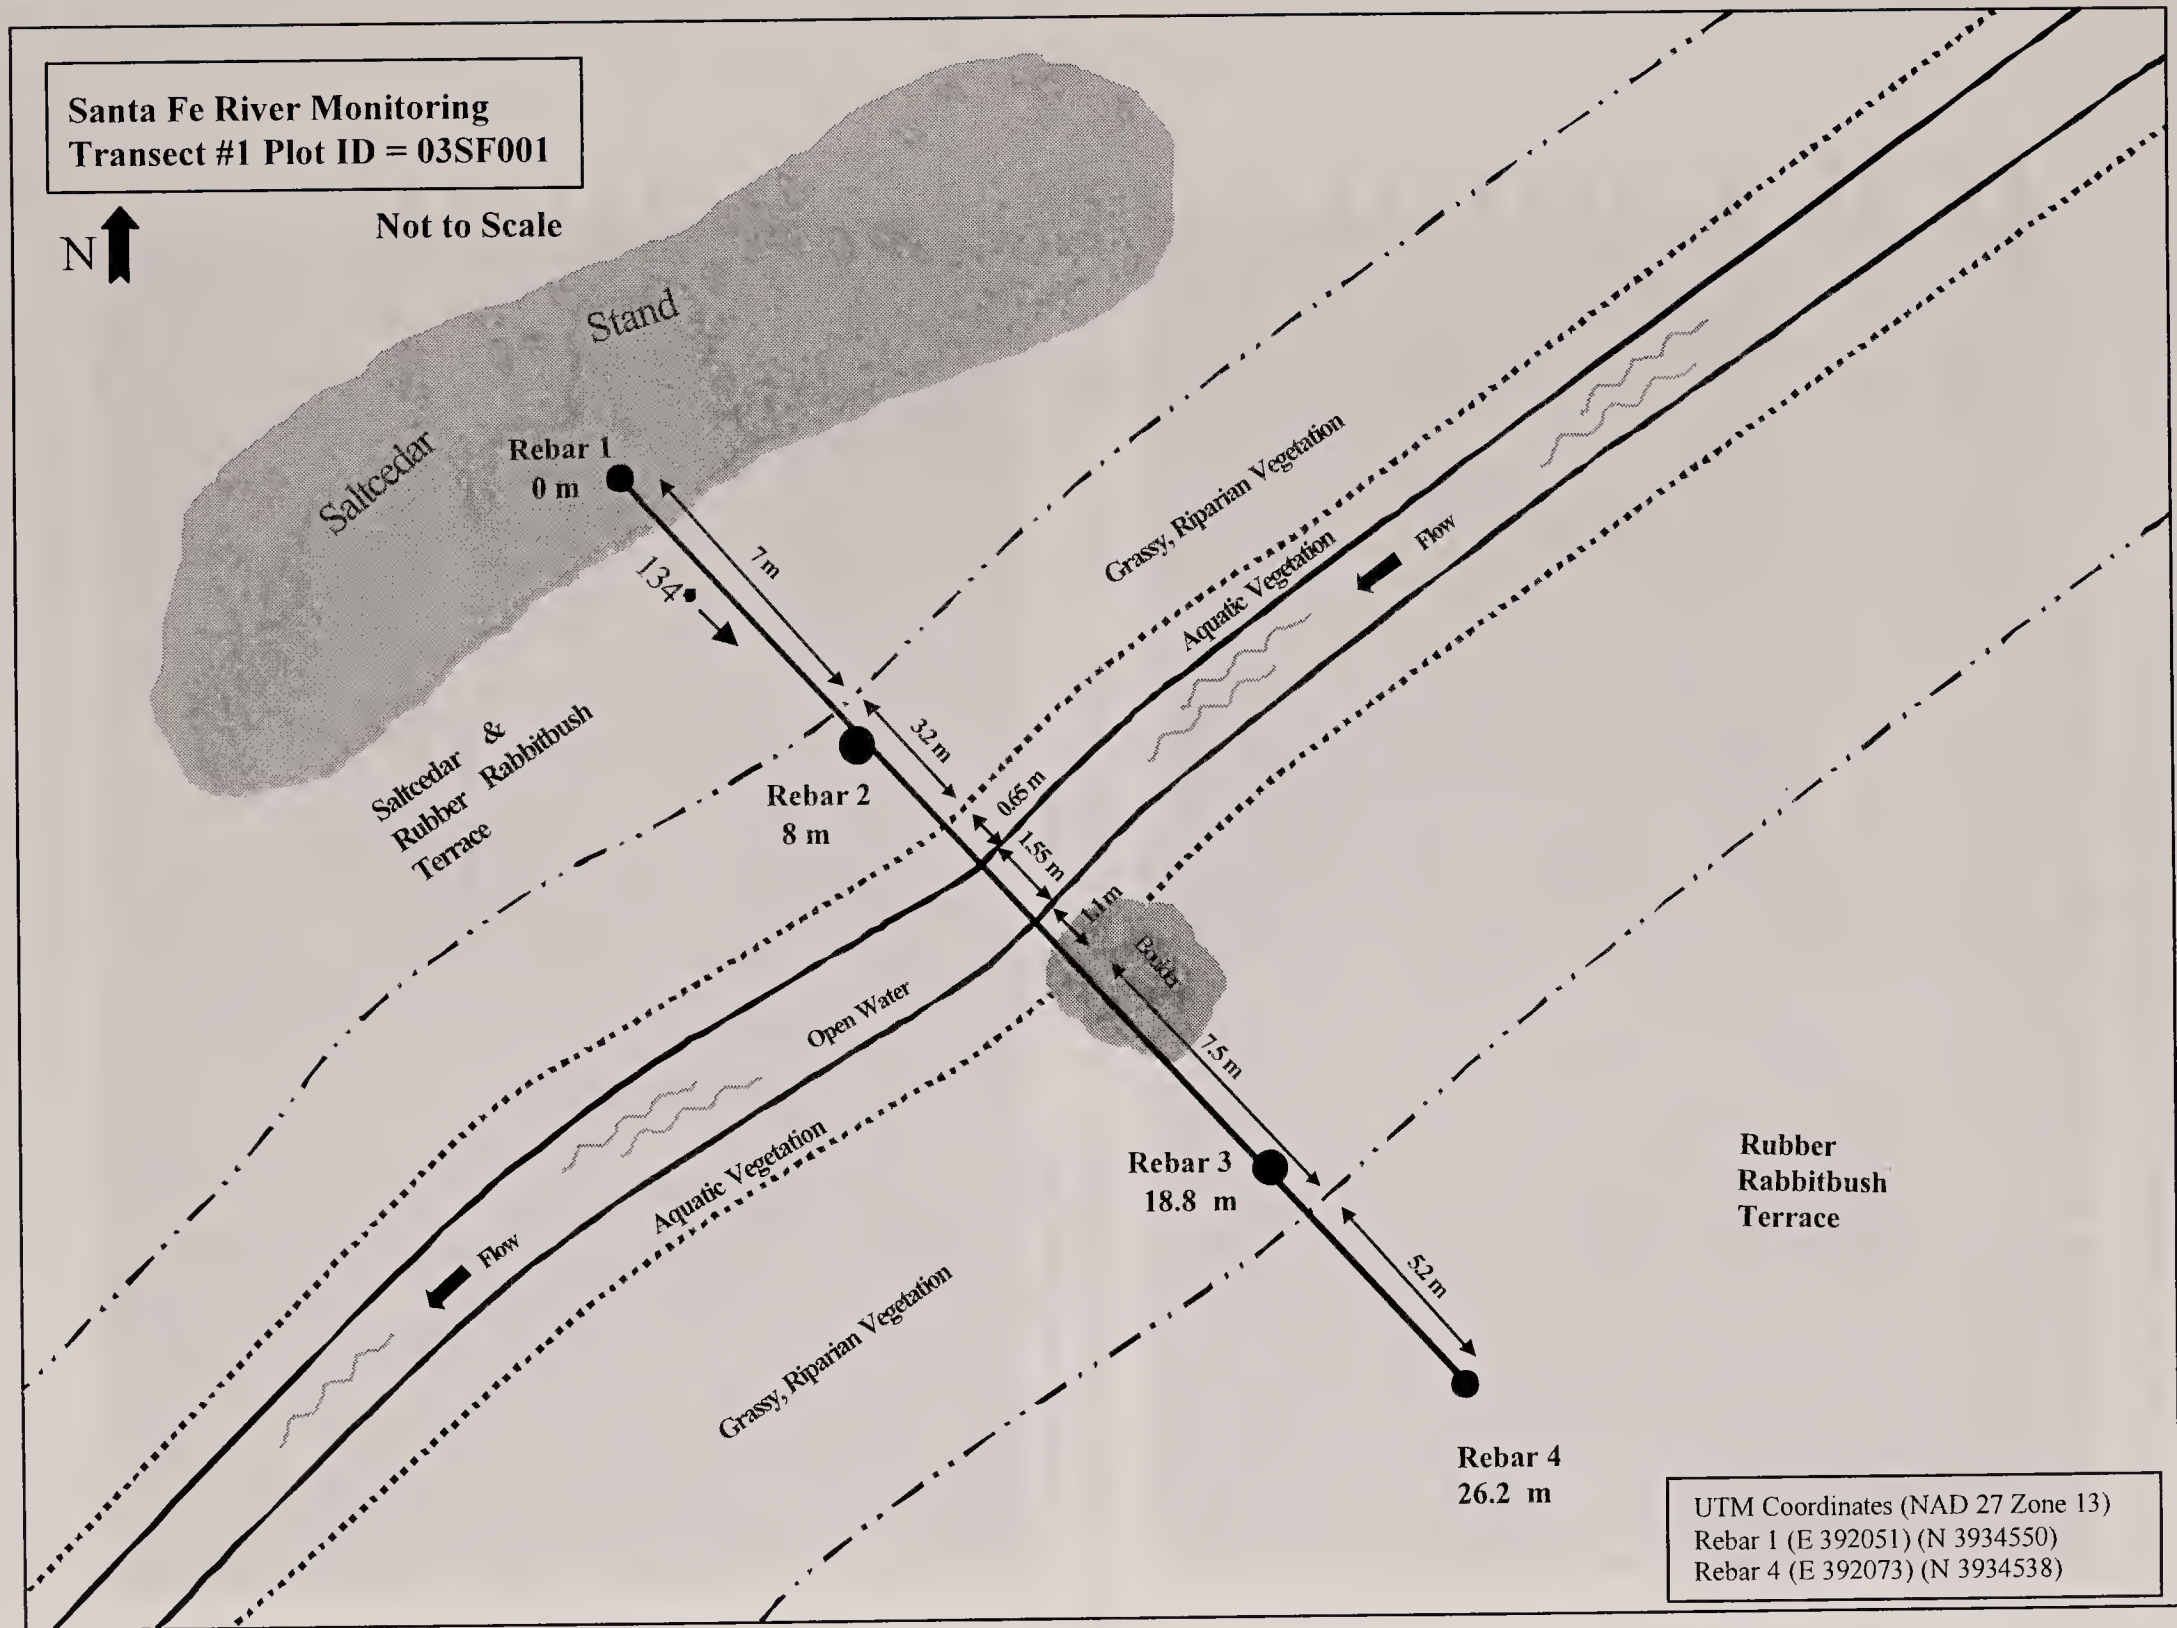 Santa Fe River Monitoring
Transect #1 Plot ID = 03SF001
N
Not to Scale
Stand
Saltcedar
Rebar 1
0 m
7 m
134°
Grassy, Riparian Vegetation
Aquatic Vegetation
Flow
Saltcedar &
Rubber Rabbitbush
Terrace
3.2 m
Rebar 2
8 m
0.65 m
1.55 m
1.1 m
Boulder
Open Water
7.5 m
Aquatic Vegetation
Rebar 3
18.8 m
Rubber
Rabbitbush
Terrace
Flow
5.2 m
Grassy, Riparian Vegetation
Rebar 4
26.2 m
UTM Coordinates (NAD 27 Zone 13)
Rebar 1 (E 392051) (N 3934550)
Rebar 4 (E 392073) (N 3934538)